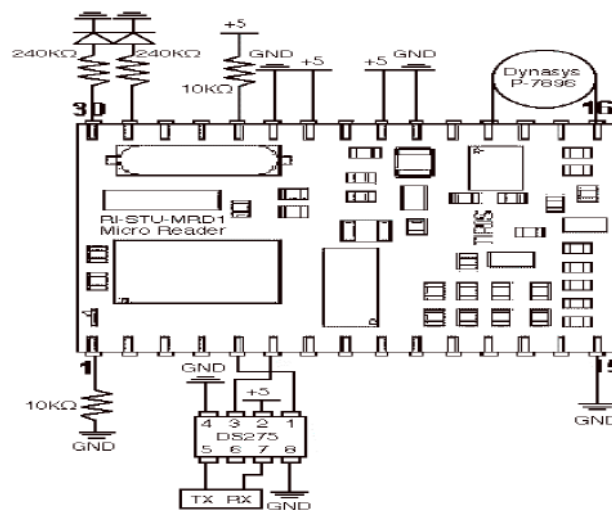 +5
240KΩ 240KΩ
GND +5 +5 GND
10KΩ
Dynasys
P-7896
30 16
RI-STU-MRD1
Micro Reader
TIRIS
1 15
GND
10KΩ
+5
GND
4 3 2 1
DS275
5 6 7 8
GND
TX RX
GND